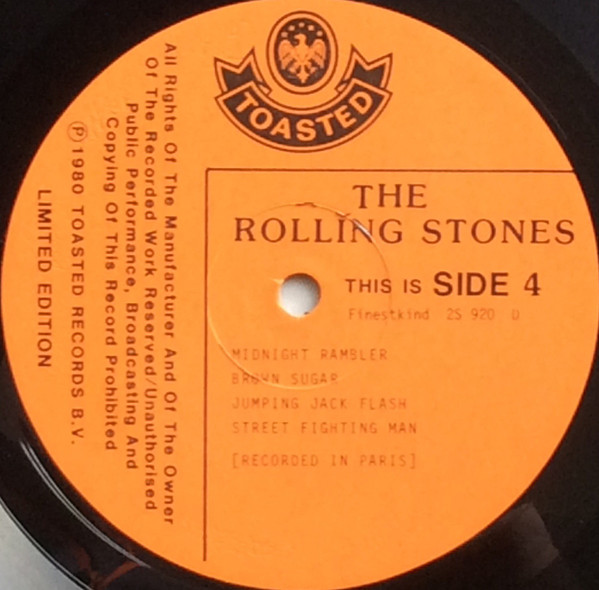 TOASTED
THE
ROLLING STONES
THIS IS SIDE 4
Finestkind 2S 920 D
MIDNIGHT RAMBLER
BROWN SUGAR
JUMPING JACK FLASH
STREET FIGHTING MAN
[RECORDED IN PARIS]
All Rights Of The Manufacturer And Of The Owner
Of The Recorded Work Reserved/Unauthorised
Public Performance, Broadcasting And
Copying Of This Record Prohibited
℗ 1980 TOASTED RECORDS B.V.
LIMITED EDITION